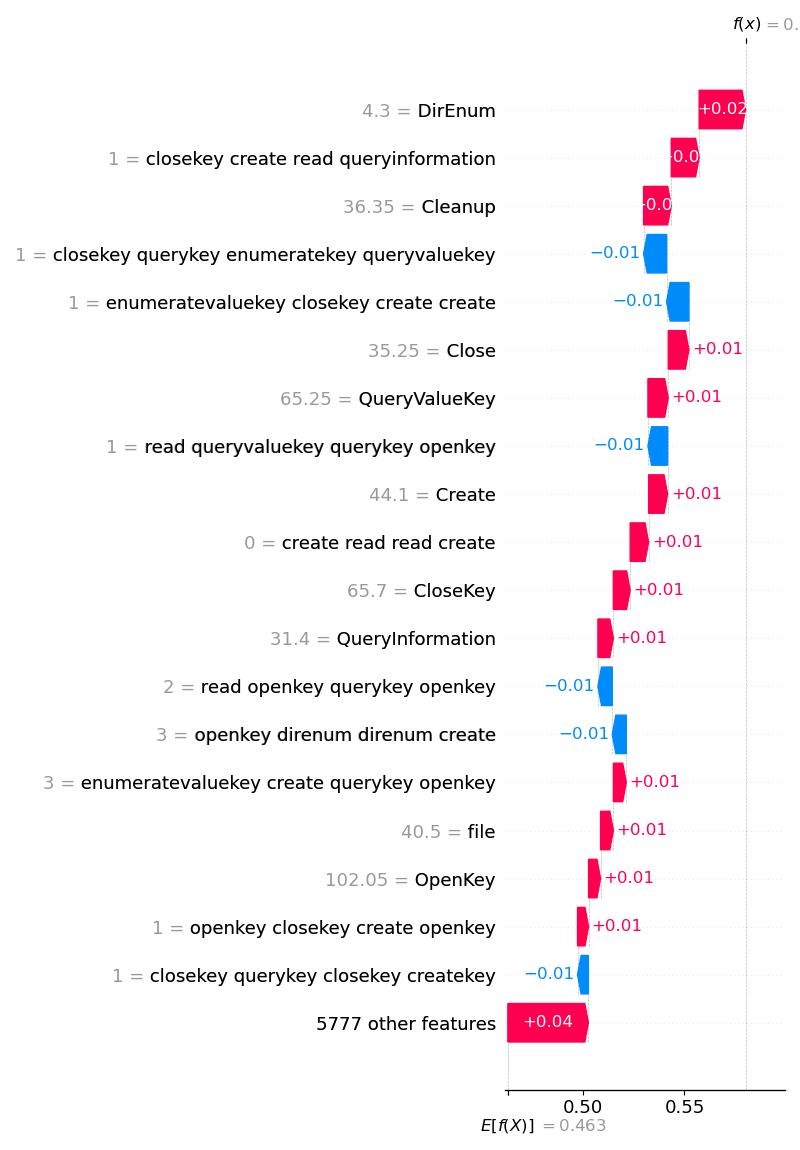 f(x) = 0.
4.3 = DirEnum
+0.02
1 = closekey create read queryinformation
0.0
36.35 = Cleanup
0.0
1 = closekey querykey enumeratekey queryvaluekey
−0.01
1 = enumeratevaluekey closekey create create
−0.01
35.25 = Close
+0.01
65.25 = QueryValueKey
+0.01
1 = read queryvaluekey querykey openkey
−0.01
44.1 = Create
+0.01
0 = create read read create
+0.01
65.7 = CloseKey
+0.01
31.4 = QueryInformation
+0.01
2 = read openkey querykey openkey
−0.01
3 = openkey direnum direnum create
−0.01
3 = enumeratevaluekey create querykey openkey
+0.01
40.5 = file
+0.01
102.05 = OpenKey
+0.01
1 = openkey closekey create openkey
+0.01
1 = closekey querykey closekey createkey
−0.01
5777 other features
+0.04
0.50 0.55
E[f(X)] = 0.463